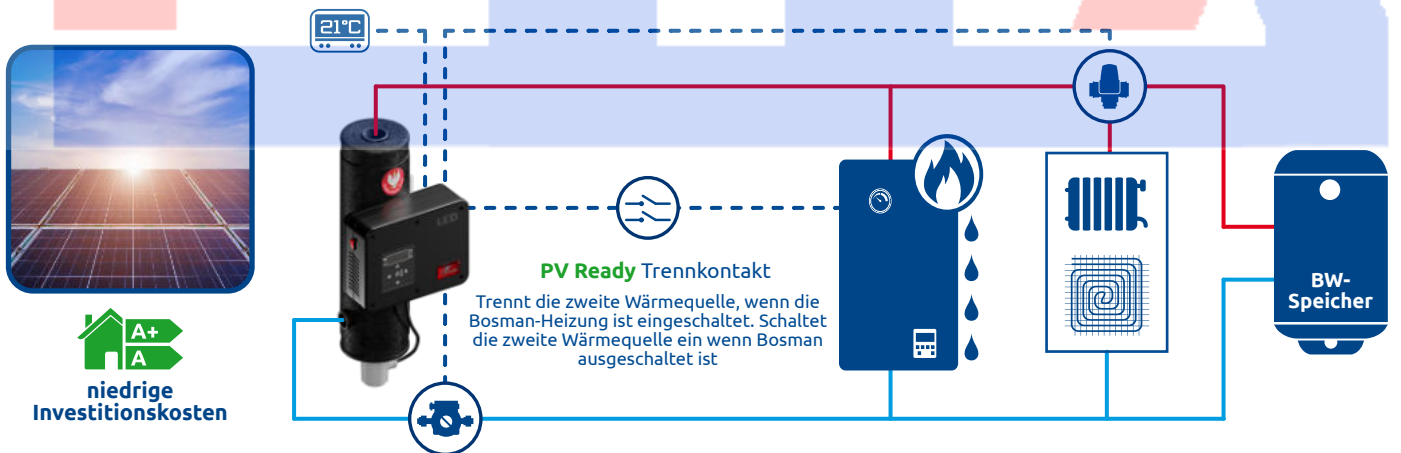 21°C
LED
PV Ready Trennkontakt
Trennt die zweite Wärmequelle, wenn die
Bosman-Heizung ist eingeschaltet. Schaltet
die zweite Wärmequelle ein wenn Bosman
ausgeschaltet ist
A+
A
niedrige
Investitionskosten
BW-
Speicher